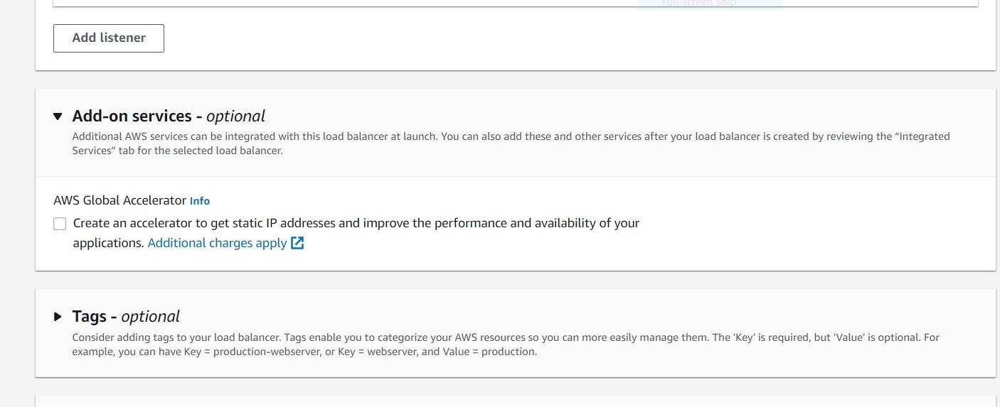 Full-screen Snip
Add listener
Add-on services - optional
Additional AWS services can be integrated with this load balancer at launch. You can also add these and other services after your load balancer is created by reviewing the “Integrated
Services” tab for the selected load balancer.
AWS Global Accelerator Info
Create an accelerator to get static IP addresses and improve the performance and availability of your
applications. Additional charges apply
Tags - optional
Consider adding tags to your load balancer. Tags enable you to categorize your AWS resources so you can more easily manage them. The 'Key' is required, but 'Value' is optional. For
example, you can have Key = production-webserver, or Key = webserver, and Value = production.